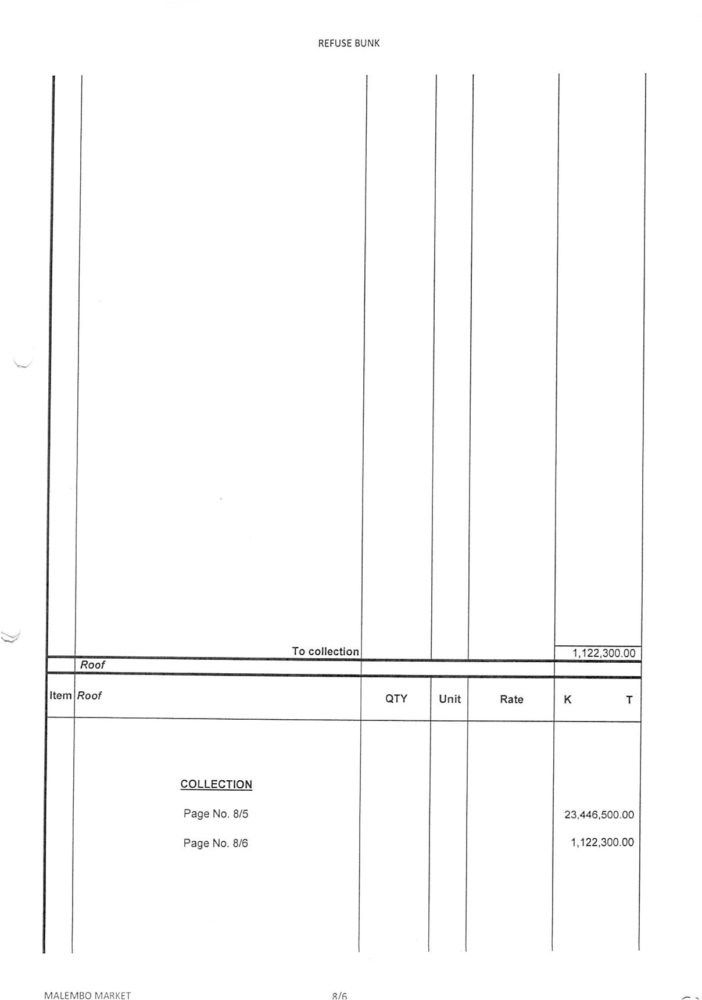 REFUSE BUNK
To collection 1,122,300.00
Roof
Item Roof QTY Unit Rate K T
COLLECTION
Page No. 8/5 23,446,500.00
Page No. 8/6 1,122,300.00
MALEMBO MARKET 8/6